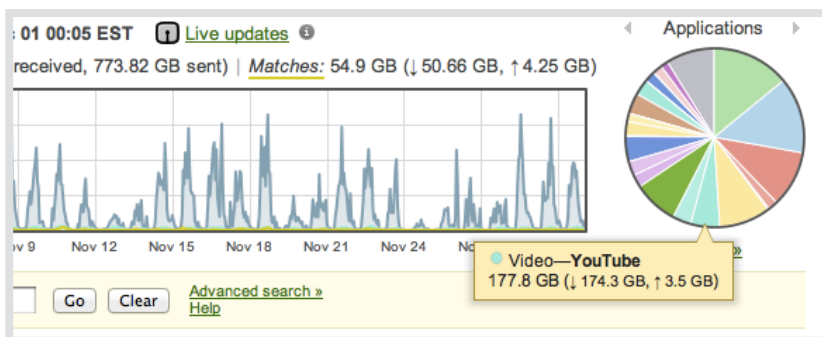 01 00:05 EST Live updates
Applications
received, 773.82 GB sent) | Matches: 54.9 GB (↓ 50.66 GB, ↑ 4.25 GB)
9 Nov 12 Nov 15 Nov 18 Nov 21 Nov 24
»
Video—YouTube
177.8 GB (↓ 174.3 GB, ↑ 3.5 GB)
Go Clear Advanced search »
Help